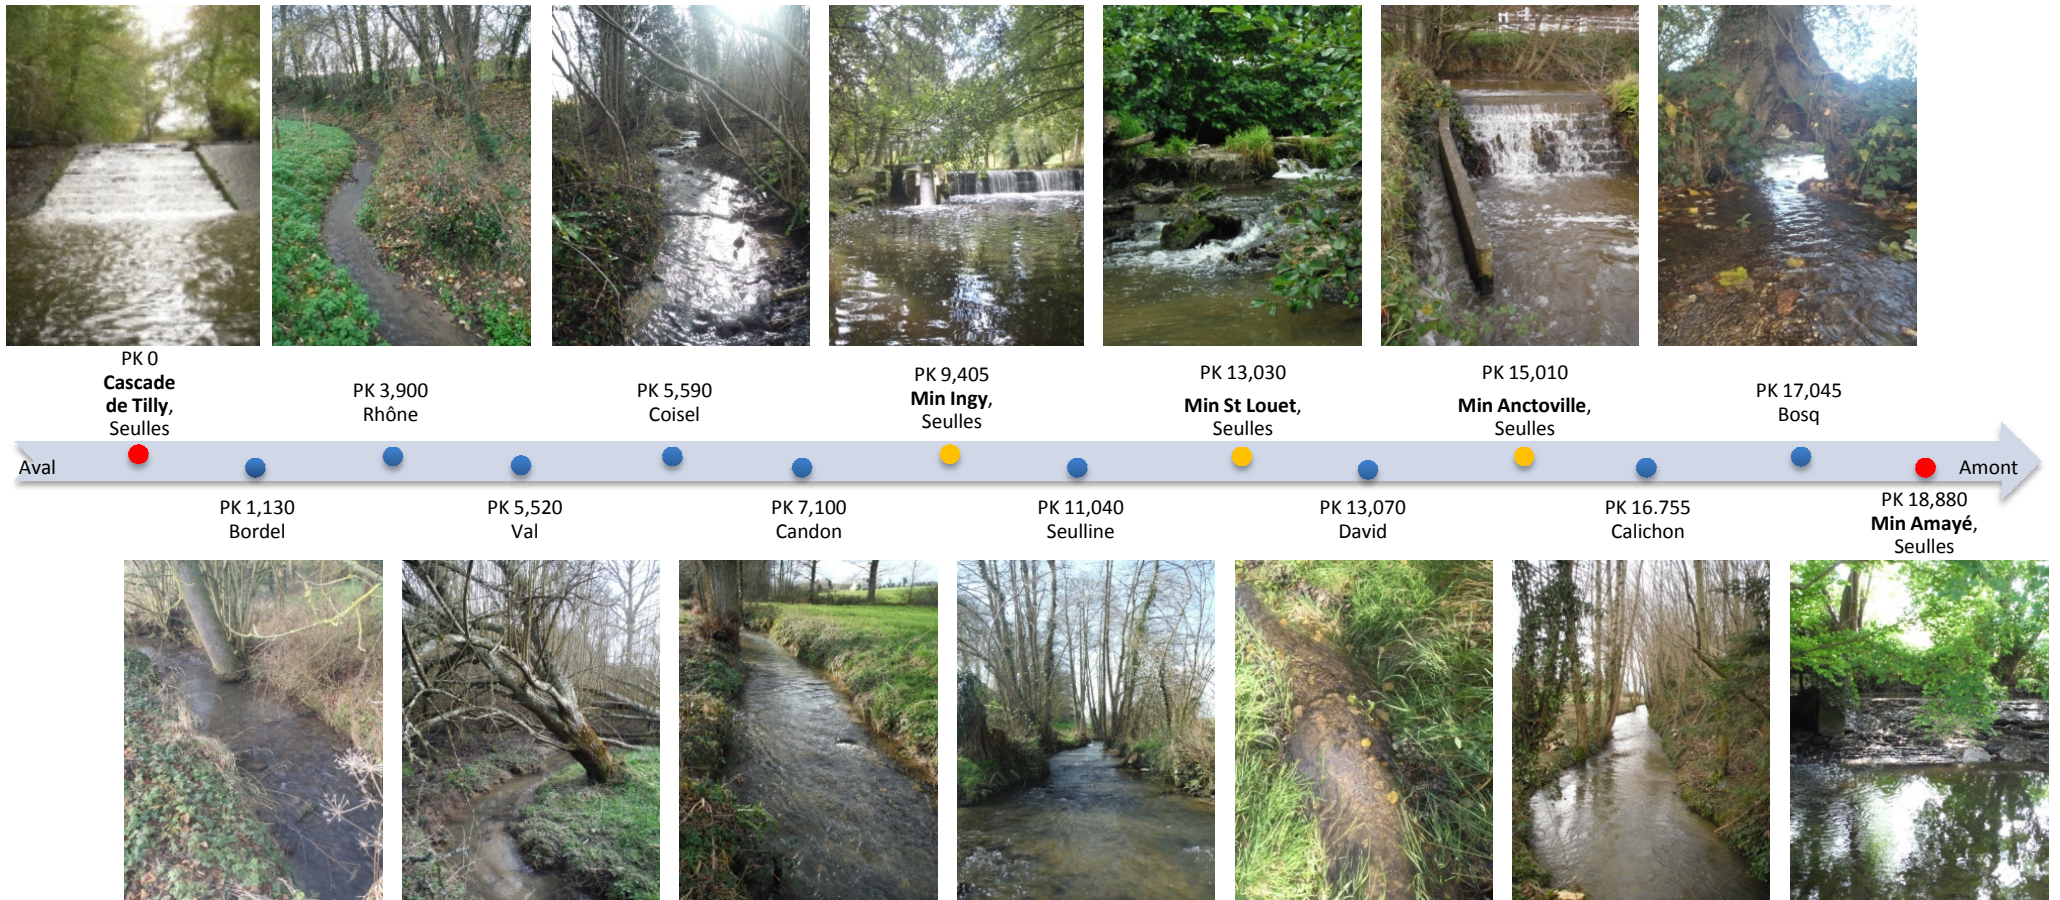 PK 0
Cascade
de Tilly,
Seulles
PK 3,900
Rhône
PK 5,590
Coisel
PK 9,405
Min Ingy,
Seulles
PK 13,030
Min St Louet,
Seulles
PK 15,010
Min Anctoville,
Seulles
PK 17,045
Bosq
Aval
Amont
PK 1,130
Bordel
PK 5,520
Val
PK 7,100
Candon
PK 11,040
Seulline
PK 13,070
David
PK 16.755
Calichon
PK 18,880
Min Amayé,
Seulles